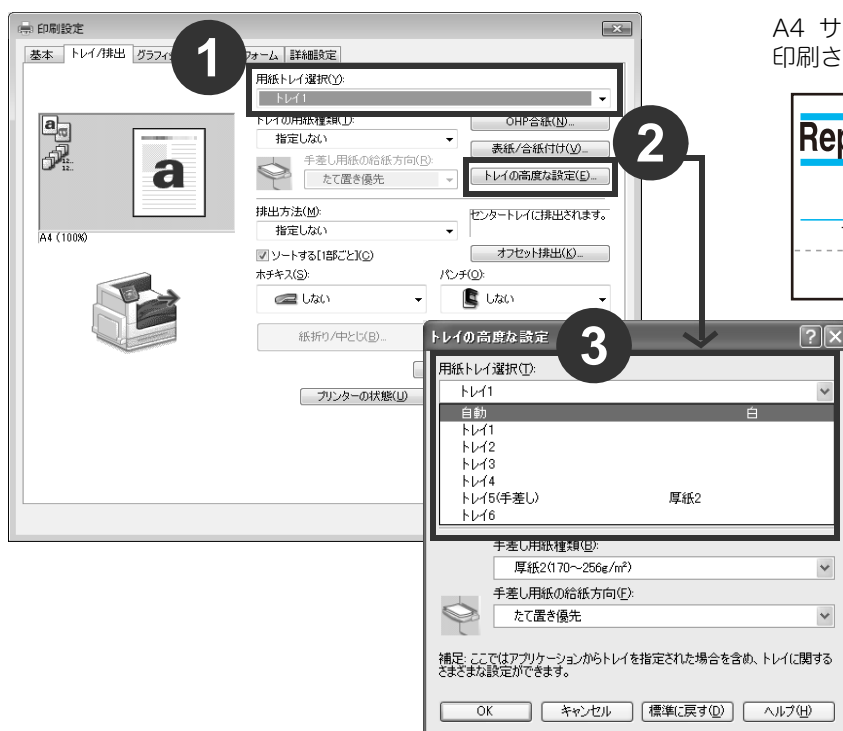 印刷設定
基本 トレイ/排出 グラフィ フォーム 詳細設定
1
用紙トレイ選択(Y):
トレイ1
トレイの用紙種類(I):
指定しない
OHP合紙(N)...
表紙/合紙付け(V)...
手差し用紙の給紙方向(R):
たて置き優先
トレイの高度な設定(E)...
2
A4 (100%)
排出方法(M):
指定しない
センタートレイに排出されます。
ソートする[1部ごと](C)
オフセット排出(K)...
ホチキス(S):
しない
パンチ(O):
しない
紙折り/中とじ(B)...
プリンターの状態(U)
トレイの高度な設定
3
用紙トレイ選択(T):
トレイ1
自動 白
トレイ1
トレイ2
トレイ3
トレイ4
トレイ5(手差し) 厚紙2
トレイ6
手差し用紙種類(B):
厚紙2(170~256g/m²)
手差し用紙の給紙方向(F):
たて置き優先
補足: ここではアプリケーションからトレイを指定された場合を含め、トレイに関する
さまざまな設定ができます。
OK キャンセル 標準に戻す(D) ヘルプ(H)
A4 サ
印刷さ
Rep